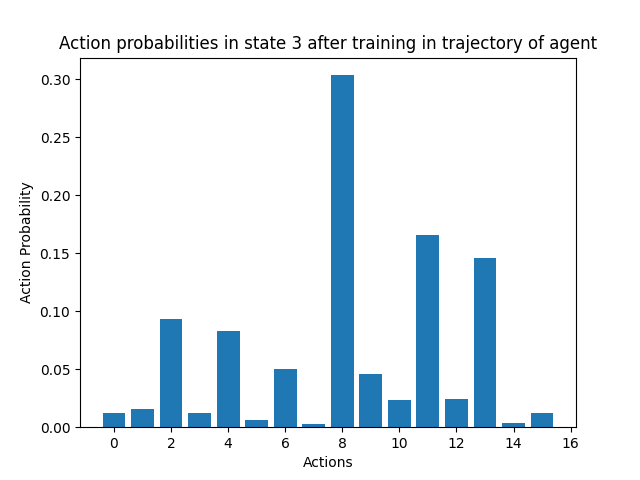 Action probabilities in state 3 after training in trajectory of agent
0.30
0.25
0.20
0.15
0.10
0.05
0.00
Action Probability
0 2 4 6 8 10 12 14 16
Actions